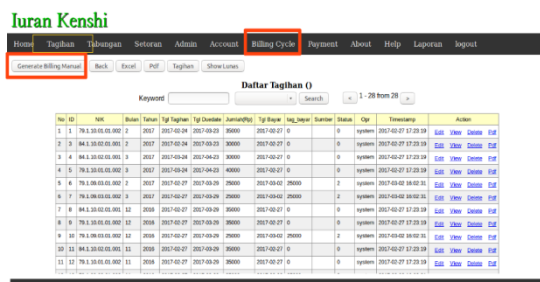 Iuran Kenshi
Home Tagihan Tabungan Setoran Admin Account Billing Cycle Payment About Help Laporan logout
Generate Billing Manual Back Excel Pdf Tagihan Show Lunas
Daftar Tagihan ()
Keyword Search < 1 - 28 from 28 >
No ID NIK Bulan Tahun Tgl Tagihan Tgl Duedate Jumlah(Rp) Tgl Bayar tag_bayar Sumber Status Opr Timestamp Action
1 1 79.1.10.01.01.002 2 2017 2017-02-24 2017-03-23 35000 2017-02-27 0 0 system 2017-02-27 17:23:19 Edit View Delete Pdf
2 3 84.1.10.02.01.003 2 2017 2017-02-24 2017-03-23 30000 2017-02-27 0 0 system 2017-02-27 17:23:19 Edit View Delete Pdf
3 4 84.1.10.02.01.003 3 2017 2017-03-24 2017-04-23 30000 2017-02-27 0 0 system 2017-02-27 17:23:19 Edit View Delete Pdf
4 5 79.1.10.01.01.002 3 2017 2017-03-24 2017-04-23 40000 2017-02-27 0 0 system 2017-02-27 17:23:19 Edit View Delete Pdf
5 6 79.1.09.03.01.002 2 2017 2017-02-27 2017-03-29 25000 2017-03-02 25000 2 system 2017-03-02 16:02:31 Edit View Delete Pdf
6 7 79.1.09.03.01.002 3 2017 2017-02-27 2017-03-29 25000 2017-03-02 25000 2 system 2017-03-02 16:02:31 Edit View Delete Pdf
7 8 84.1.10.02.01.001 12 2016 2017-02-27 2017-03-29 35000 2017-02-27 0 0 system 2017-02-27 17:23:19 Edit View Delete Pdf
8 9 79.1.10.01.01.002 12 2016 2017-02-27 2017-03-29 35000 2017-02-27 0 0 system 2017-02-27 17:23:19 Edit View Delete Pdf
9 10 79.1.09.03.01.002 12 2016 2017-02-27 2017-03-29 25000 2017-03-02 25000 2 system 2017-03-02 16:02:31 Edit View Delete Pdf
10 11 84.1.10.02.01.001 11 2016 2017-02-27 2017-03-29 35000 2017-02-27 0 0 system 2017-02-27 17:23:19 Edit View Delete Pdf
11 12 79.1.10.01.01.002 11 2016 2017-02-27 2017-03-29 35000 2017-02-27 0 0 system 2017-02-27 17:23:19 Edit View Delete Pdf